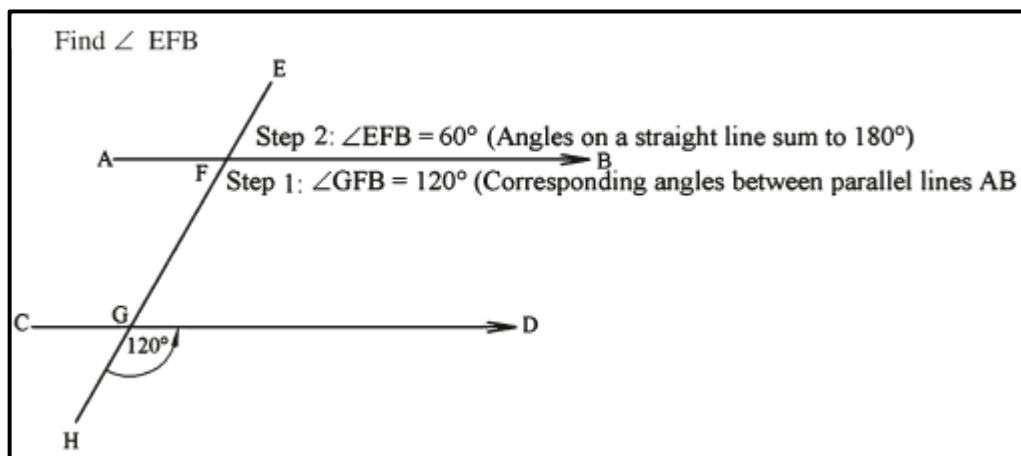 Find ∠ EFB
E
Step 2: ∠EFB = 60° (Angles on a straight line sum to 180°)
A
B
F
Step 1: ∠GFB = 120° (Corresponding angles between parallel lines AB
G
C
D
120°
H